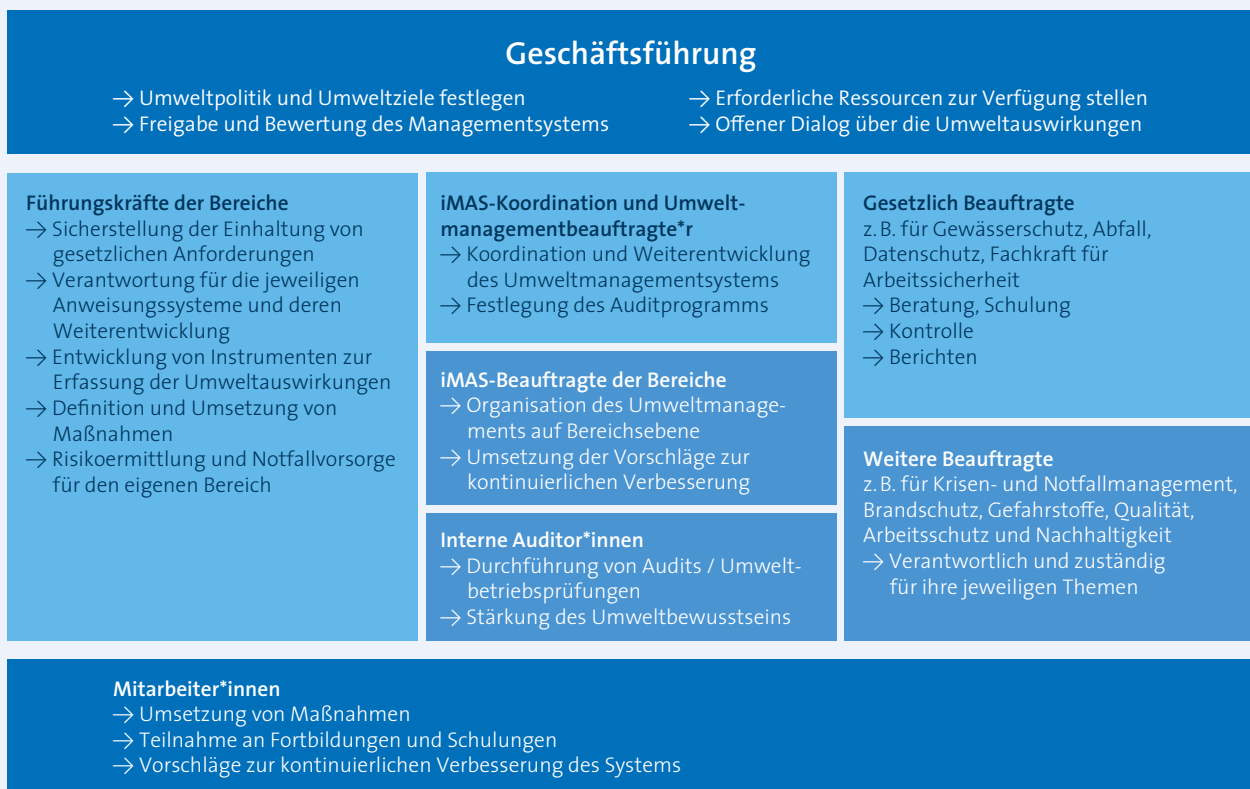 Geschäftsführung
→ Umweltpolitik und Umweltziele festlegen
→ Freigabe und Bewertung des Managementsystems
→ Erforderliche Ressourcen zur Verfügung stellen
→ Offener Dialog über die Umweltauswirkungen
Führungskräfte der Bereiche
→ Sicherstellung der Einhaltung von
gesetzlichen Anforderungen
→ Verantwortung für die jeweiligen
Anweisungssysteme und deren
Weiterentwicklung
→ Entwicklung von Instrumenten zur
Erfassung der Umweltauswirkungen
→ Definition und Umsetzung von
Maßnahmen
→ Risikoermittlung und Notfallvorsorge
für den eigenen Bereich
iMAS-Koordination und Umwelt-
managementbeauftragte*r
→ Koordination und Weiterentwicklung
des Umweltmanagementsystems
→ Festlegung des Auditprogramms
iMAS-Beauftragte der Bereiche
→ Organisation des Umweltmanage-
ments auf Bereichsebene
→ Umsetzung der Vorschläge zur
kontinuierlichen Verbesserung
Interne Auditor*innen
→ Durchführung von Audits / Umwelt-
betriebsprüfungen
→ Stärkung des Umweltbewusstseins
Gesetzlich Beauftragte
z. B. für Gewässerschutz, Abfall,
Datenschutz, Fachkraft für
Arbeitssicherheit
→ Beratung, Schulung
→ Kontrolle
→ Berichten
Weitere Beauftragte
z. B. für Krisen- und Notfallmanagement,
Brandschutz, Gefahrstoffe, Qualität,
Arbeitsschutz und Nachhaltigkeit
→ Verantwortlich und zuständig
für ihre jeweiligen Themen
Mitarbeiter*innen
→ Umsetzung von Maßnahmen
→ Teilnahme an Fortbildungen und Schulungen
→ Vorschläge zur kontinuierlichen Verbesserung des Systems